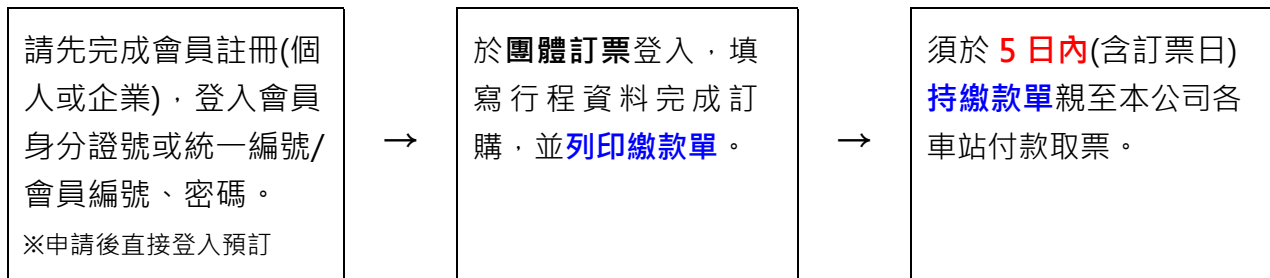 請先完成會員註冊(個
人或企業)，登入會員
身分證號或統一編號/
會員編號、密碼。
※申請後直接登入預訂
→
於團體訂票登入，填
寫行程資料完成訂
購，並列印繳款單。
→
須於 5 日內(含訂票日)
持繳款單親至本公司各
車站付款取票。